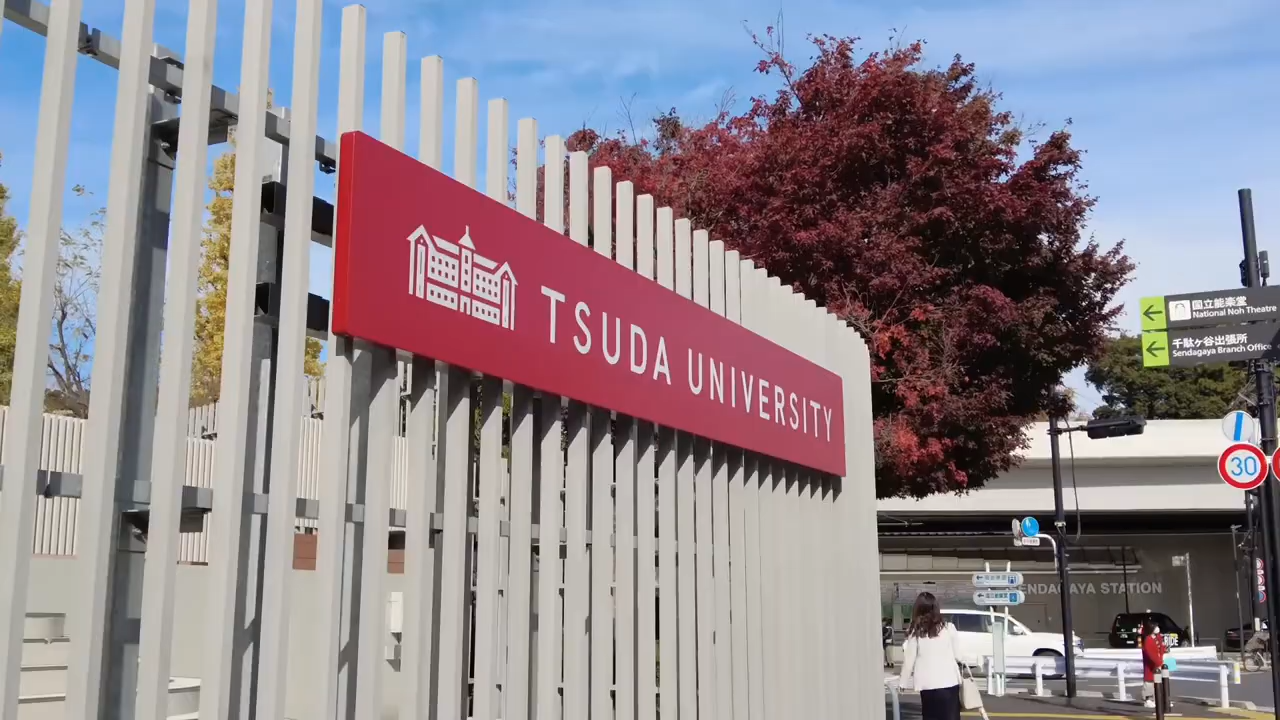 TSUDA UNIVERSITY
国立能楽堂
National Noh Theatre
千駄ヶ谷出張所
Sendagaya Branch Office
30
SENDAGAYA STATION